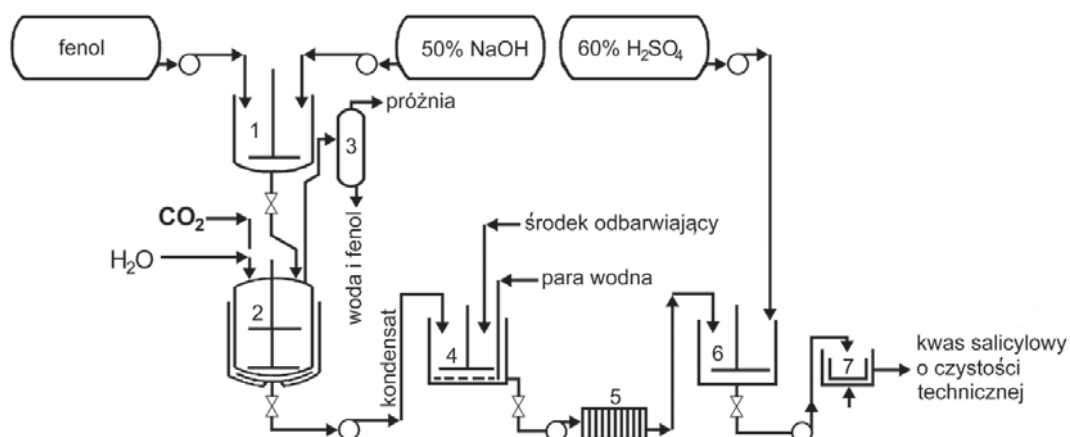 fenol
50% NaOH
60% H₂SO₄
próżnia
1
3
CO₂
H₂O
woda i fenol
środek odbarwiający
para wodna
2
kondensat
4
5
6
7
kwas salicylowy
o czystości
technicznej